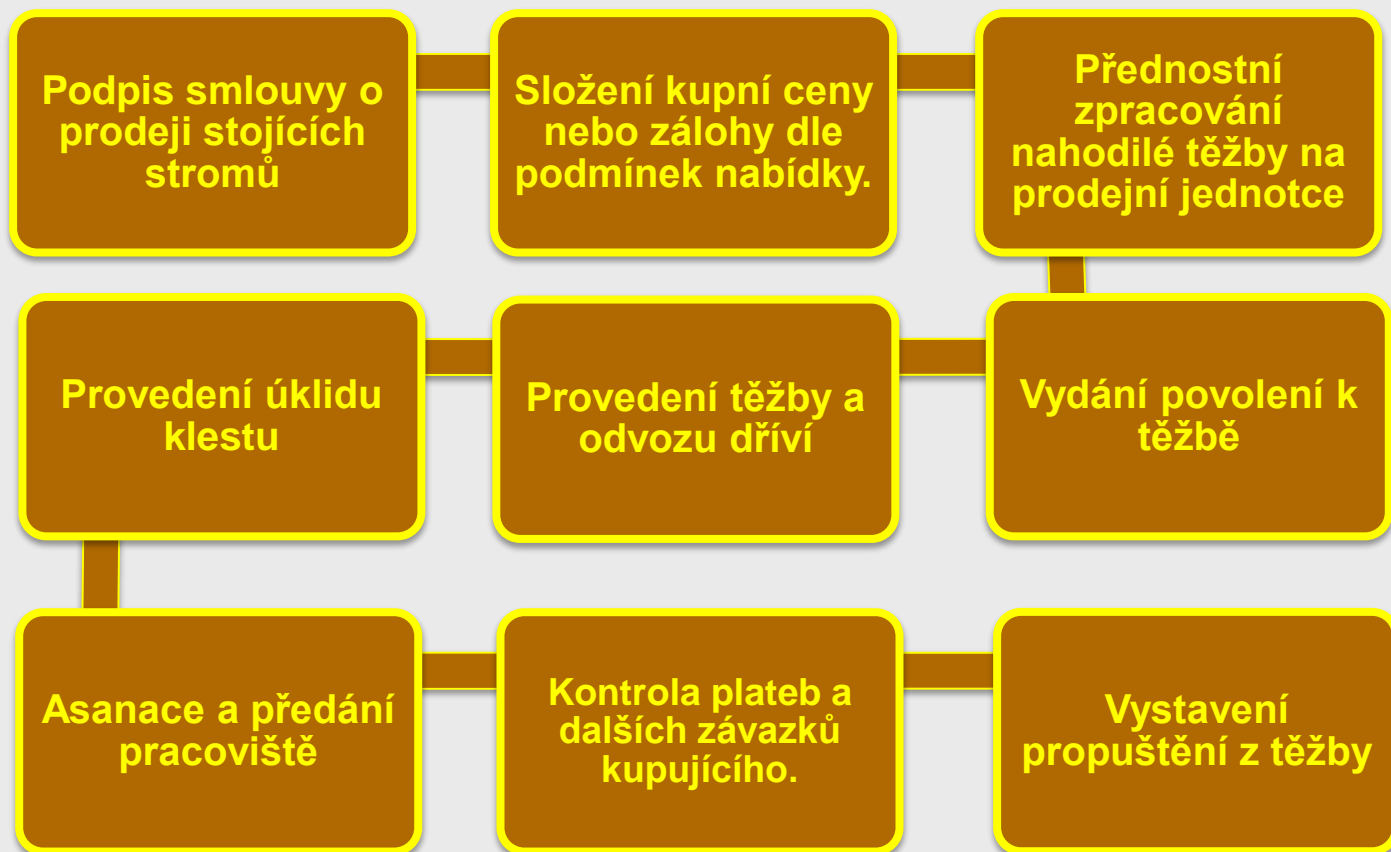 Podpis smlouvy o
prodeji stojících
stromů
Složení kupní ceny
nebo zálohy dle
podmínek nabídky.
Přednostní
zpracování
nahodilé těžby na
prodejní jednotce
Vydání povolení k
těžbě
Provedení těžby a
odvozu dříví
Provedení úklidu
klestu
Asanace a předání
pracoviště
Kontrola plateb a
dalších závazků
kupujícího.
Vystavení
propuštění z těžby